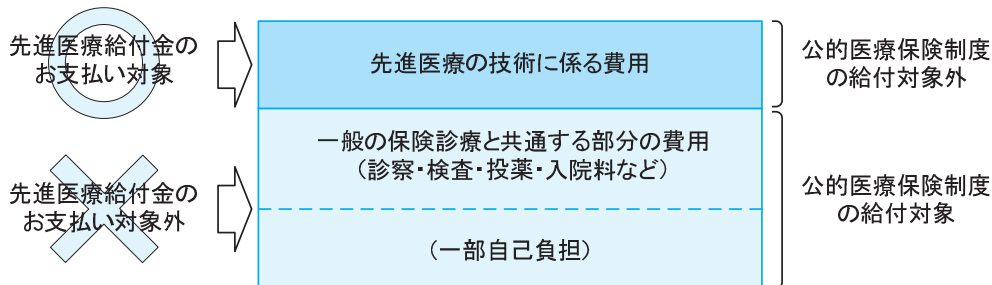 先進医療給付金の
お支払い対象
先進医療の技術に係る費用
公的医療保険制度
の給付対象外
一般の保険診療と共通する部分の費用
（診察・検査・投薬・入院料など）
先進医療給付金の
お支払い対象外
公的医療保険制度
の給付対象
（一部自己負担）